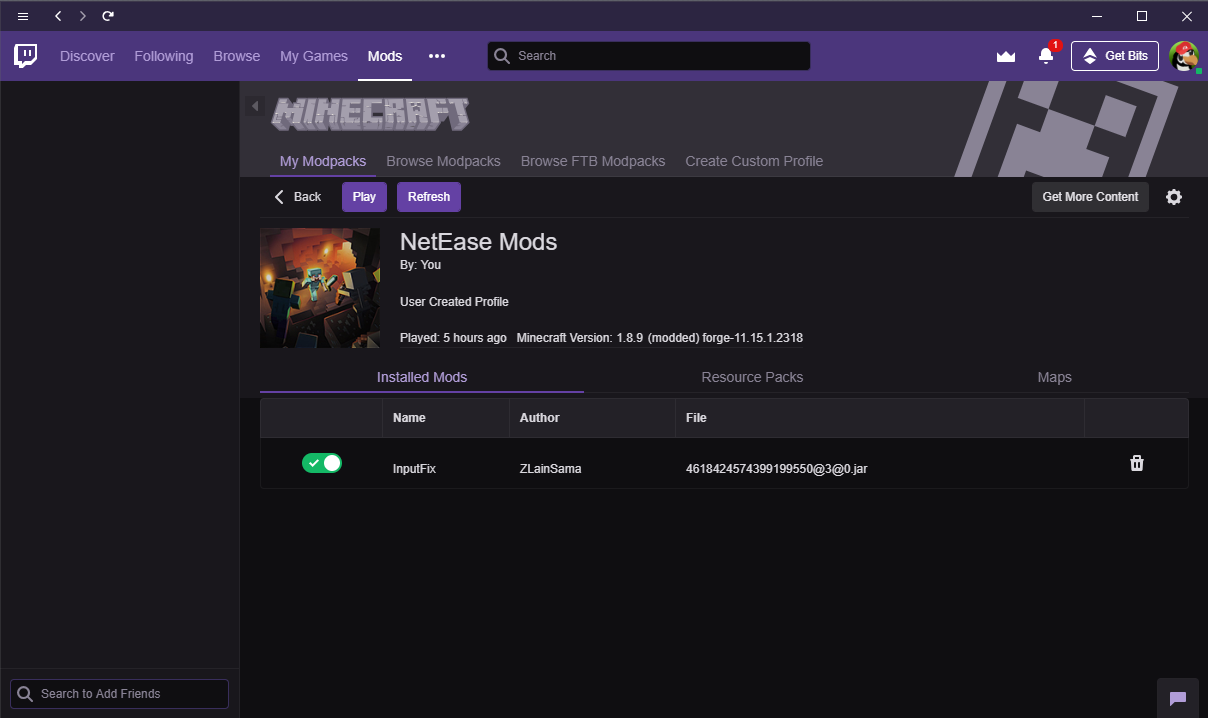 Discover Following Browse My Games Mods ••• Search 1 Get Bits
MINECRAFT
My Modpacks Browse Modpacks Browse FTB Modpacks Create Custom Profile
Back Play Refresh Get More Content
NetEase Mods
By: You
User Created Profile
Played: 5 hours ago Minecraft Version: 1.8.9 (modded) forge-11.15.1.2318
Installed Mods Resource Packs Maps
Name Author File
InputFix ZLainSama 4618424574399199550@3@0.jar
Search to Add Friends